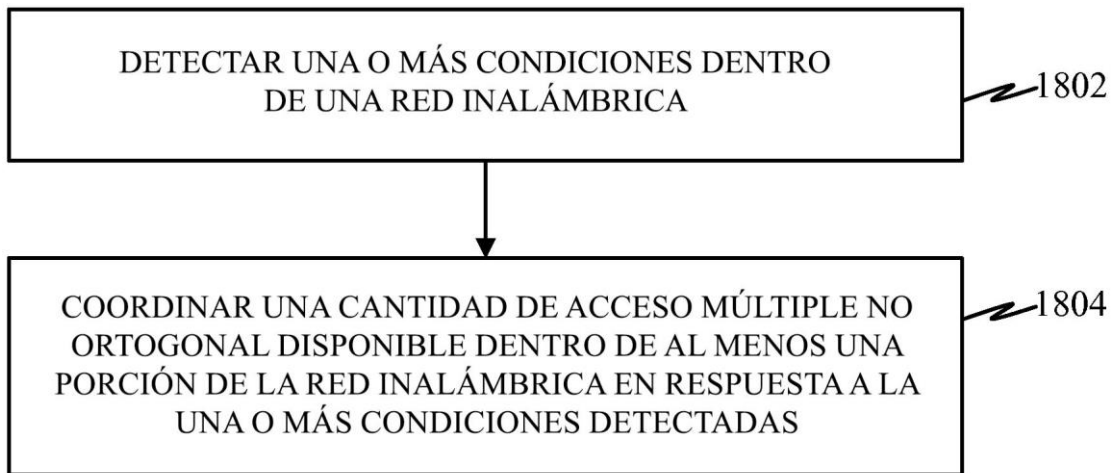 DETECTAR UNA O MÁS CONDICIONES DENTRO
DE UNA RED INALÁMBRICA
1802
COORDINAR UNA CANTIDAD DE ACCESO MÚLTIPLE NO
ORTOGONAL DISPONIBLE DENTRO DE AL MENOS UNA
PORCIÓN DE LA RED INALÁMBRICA EN RESPUESTA A LA
UNA O MÁS CONDICIONES DETECTADAS
1804